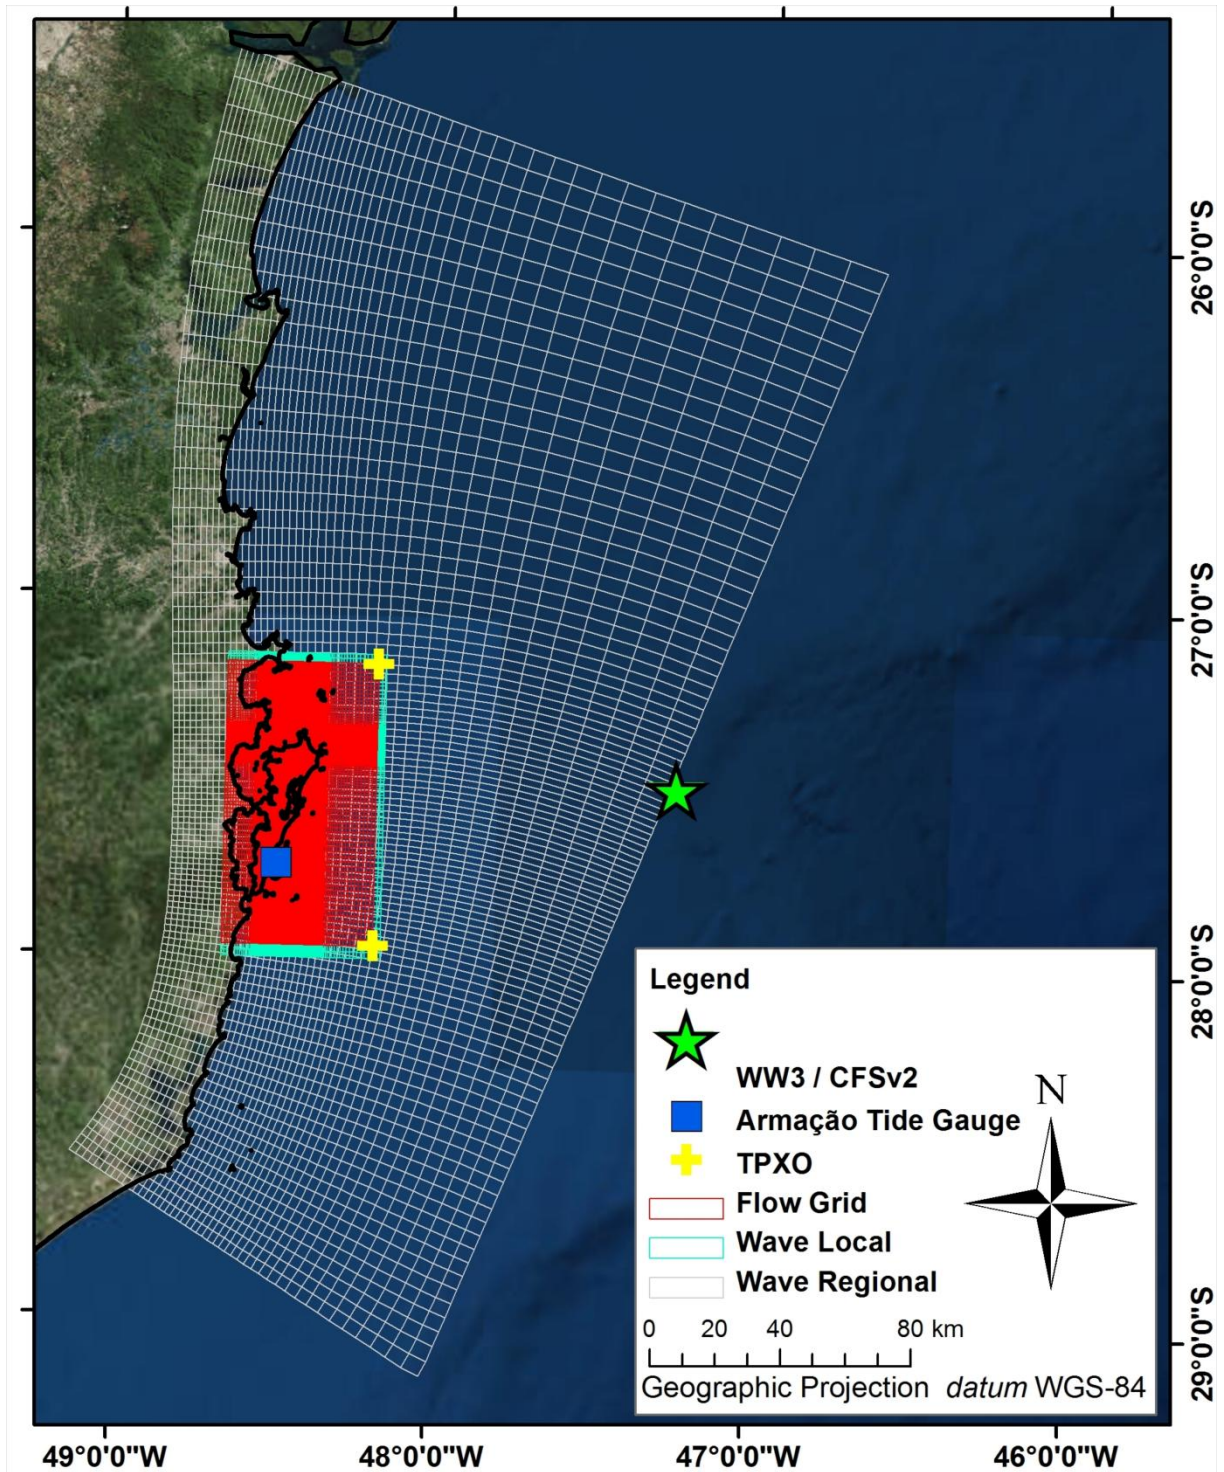 26°0'0"S
27°0'0"S
28°0'0"S
29°0'0"S
Legend
WW3 / CFSv2
Armação Tide Gauge
TPXO
Flow Grid
Wave Local
Wave Regional
N
0 20 40 80 km
Geographic Projection datum WGS-84
49°0'0"W 48°0'0"W 47°0'0"W 46°0'0"W